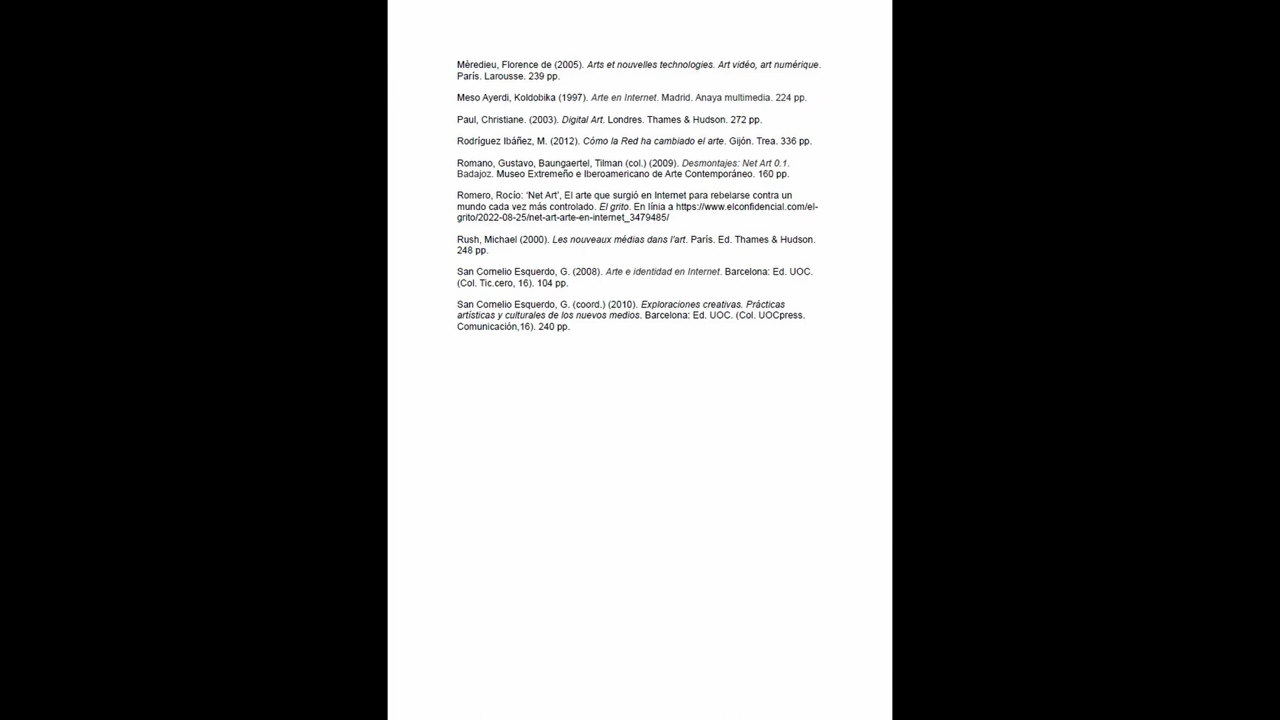 Mèredieu, Florence de (2005). Arts et nouvelles technologies. Art vidéo, art numérique.
París. Larousse. 239 pp.
Meso Ayerdi, Koldobika (1997). Arte en Internet. Madrid. Anaya multimedia. 224 pp.
Paul, Christiane. (2003). Digital Art. Londres. Thames & Hudson. 272 pp.
Rodríguez Ibáñez, M. (2012). Cómo la Red ha cambiado el arte. Gijón. Trea. 336 pp.
Romano, Gustavo, Baungaertel, Tilman (col.) (2009). Desmontajes: Net Art 0.1.
Badajoz. Museo Extremeño e Iberoamericano de Arte Contemporáneo. 160 pp.
Romero, Rocío: ‘Net Art’, El arte que surgió en Internet para rebelarse contra un
mundo cada vez más controlado. El grito. En línia a https://www.elconfidencial.com/el-
grito/2022-08-25/net-art-arte-en-internet_3479485/
Rush, Michael (2000). Les nouveaux médias dans l’art. París. Ed. Thames & Hudson.
248 pp.
San Cornelio Esquerdo, G. (2008). Arte e identidad en Internet. Barcelona: Ed. UOC.
(Col. Tic.cero, 16). 104 pp.
San Cornelio Esquerdo, G. (coord.) (2010). Exploraciones creativas. Prácticas
artísticas y culturales de los nuevos medios. Barcelona: Ed. UOC. (Col. UOCpress.
Comunicación,16). 240 pp.